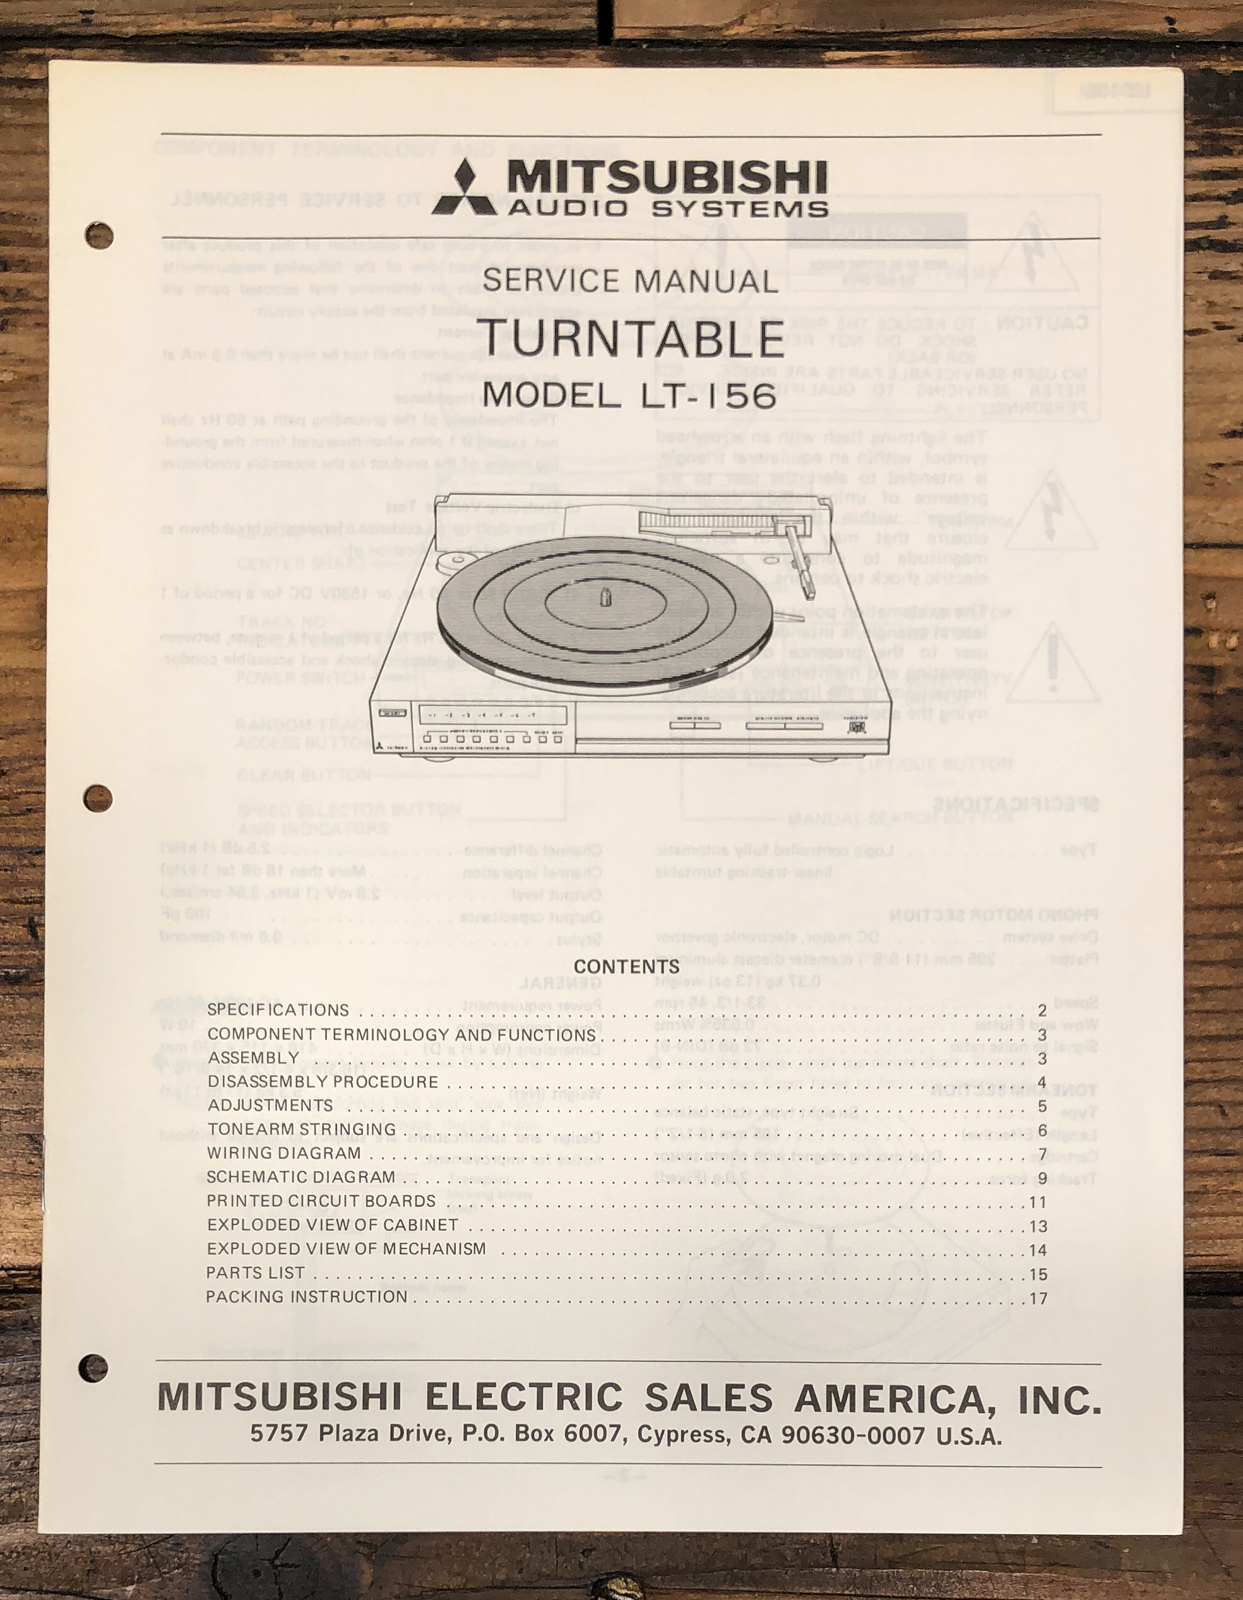 MITSUBISHI
AUDIO SYSTEMS
SERVICE MANUAL
TURNTABLE
MODEL LT-156
CONTENTS
SPECIFICATIONS . . . . . . . . . . 2
COMPONENT TERMINOLOGY AND FUNCTIONS . . . . . . . . . . 3
ASSEMBLY . . . . . . . . . . 3
DISASSEMBLY PROCEDURE . . . . . . . . . . 4
ADJUSTMENTS . . . . . . . . . . 5
TONEARM STRINGING . . . . . . . . . . 6
WIRING DIAGRAM . . . . . . . . . . 7
SCHEMATIC DIAGRAM . . . . . . . . . . 9
PRINTED CIRCUIT BOARDS . . . . . . . . . . 11
EXPLODED VIEW OF CABINET . . . . . . . . . . 13
EXPLODED VIEW OF MECHANISM . . . . . . . . . . 14
PARTS LIST . . . . . . . . . . 15
PACKING INSTRUCTION . . . . . . . . . . 17
MITSUBISHI ELECTRIC SALES AMERICA, INC.
5757 Plaza Drive, P.O. Box 6007, Cypress, CA 90630-0007 U.S.A.